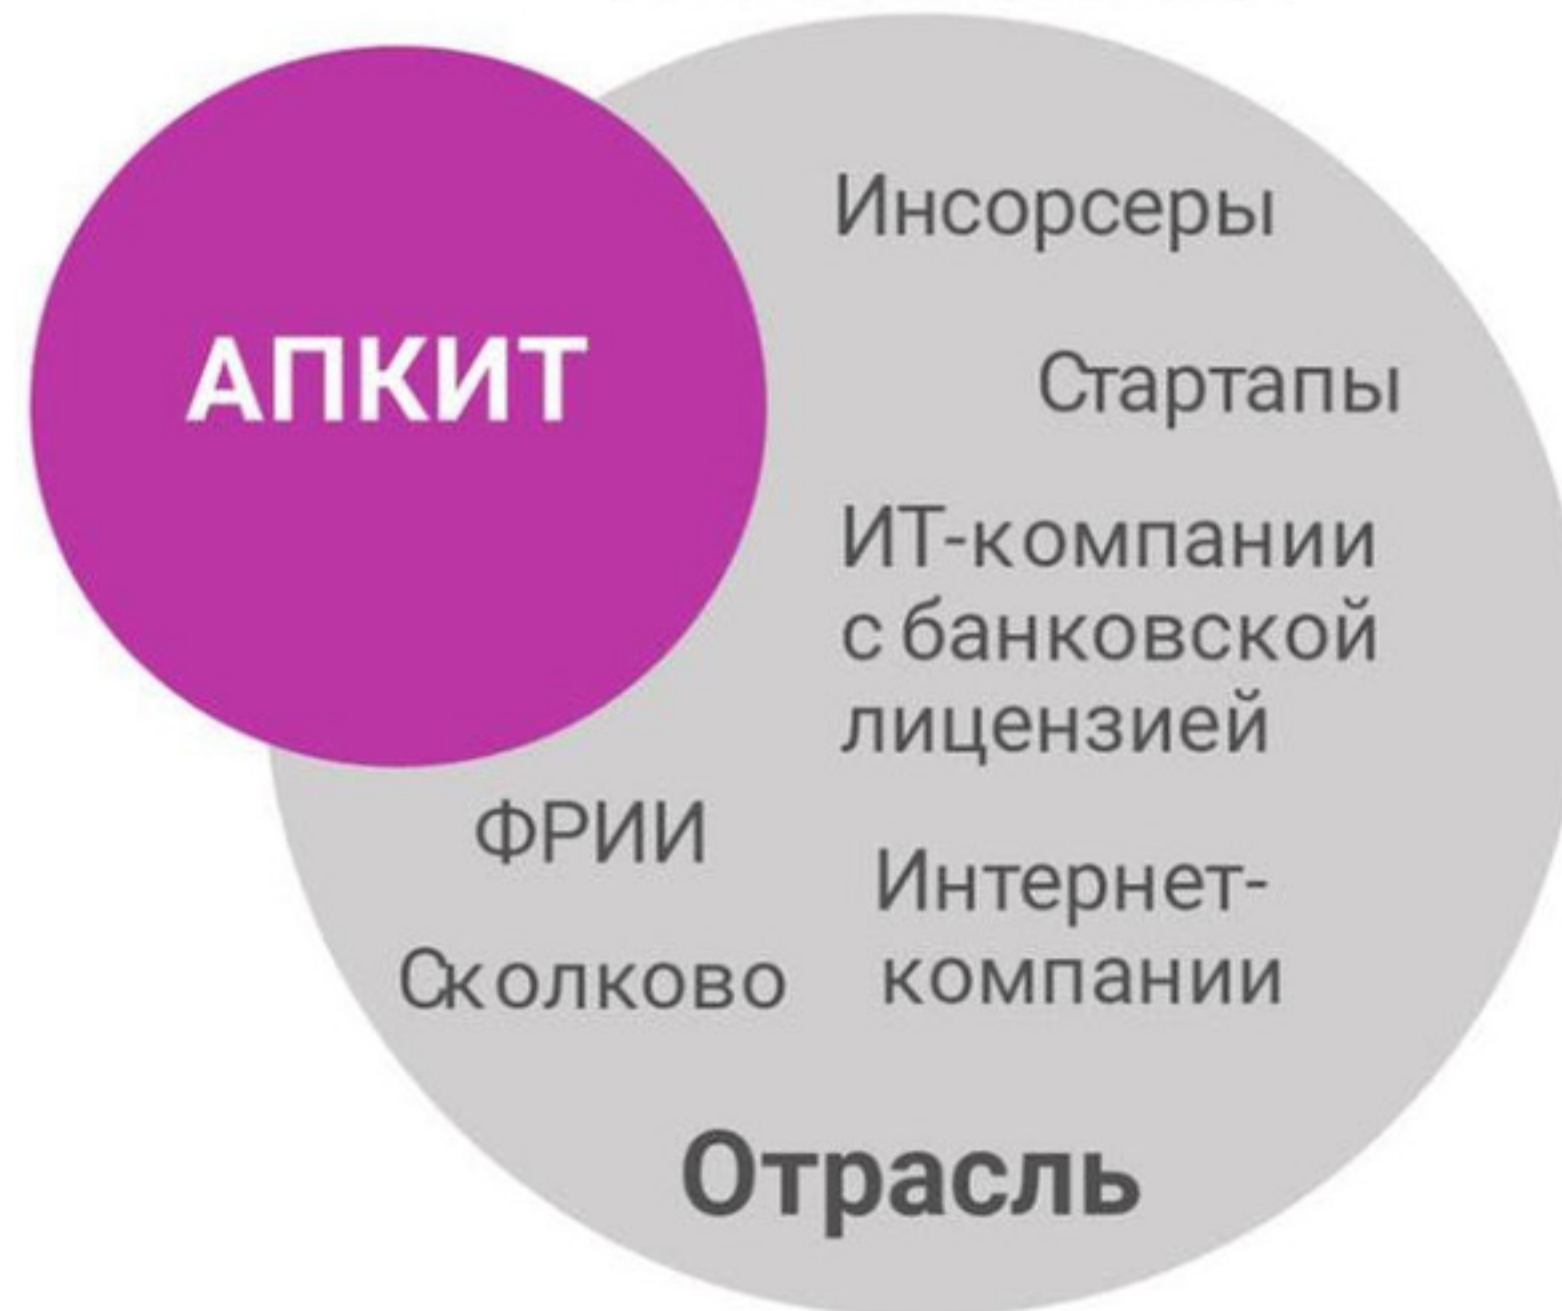 АПКИТ
Инсорсеры
Стартапы
ИТ-компании
с банковской
лицензией
ФРИИ
Интернет-
компании
Сколково
Отрасль